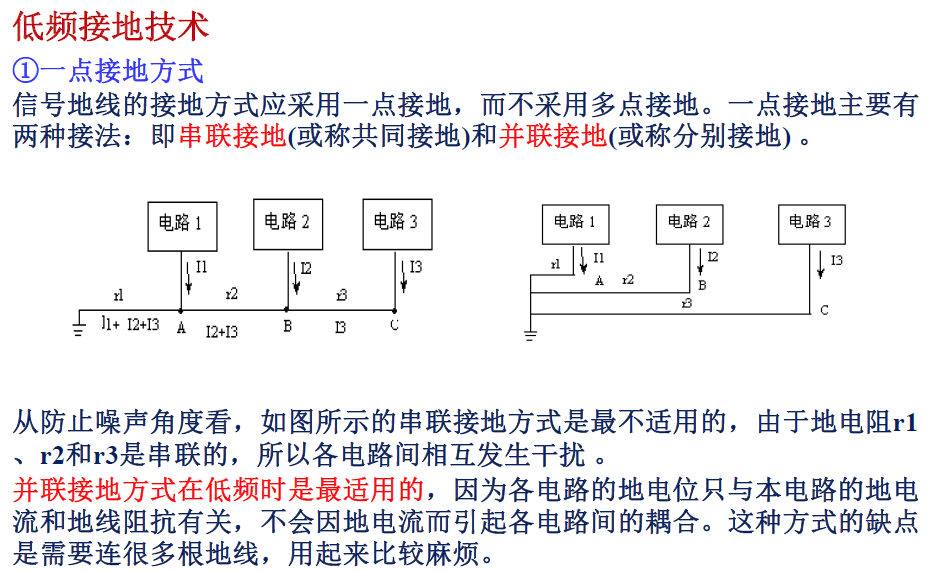 低频接地技术
①一点接地方式
信号地线的接地方式应采用一点接地，而不采用多点接地。一点接地主要有
两种接法：即串联接地(或称共同接地)和并联接地(或称分别接地) 。
电路1 电路2 电路3
I1 I2 I3
r1 r2 r3
I1+ I2+I3 A I2+I3 B I3 C
电路1 电路2 电路3
I1 I2 I3
r1 A r2 B
r3 C
从防止噪声角度看，如图所示的串联接地方式是最不适用的，由于地电阻r1
、r2和r3是串联的，所以各电路间相互发生干扰 。
并联接地方式在低频时是最适用的，因为各电路的地电位只与本电路的地电
流和地线阻抗有关，不会因地电流而引起各电路间的耦合。这种方式的缺点
是需要连很多根地线，用起来比较麻烦。